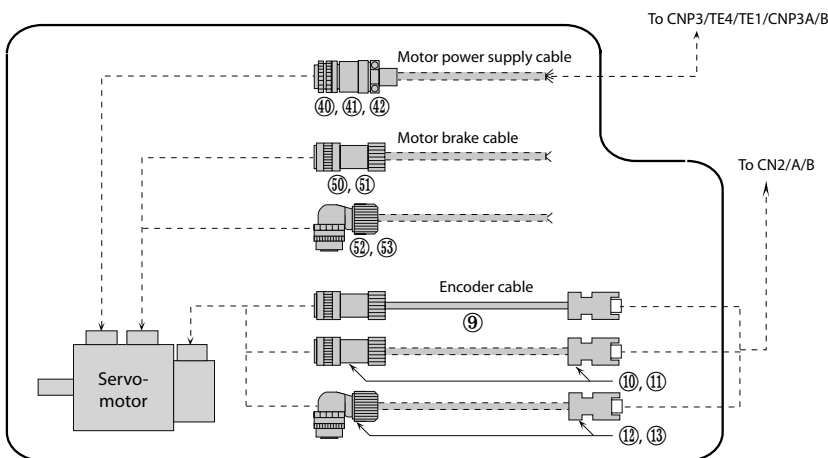 To CNP3/TE4/TE1/CNP3A/B
Motor power supply cable
㊵, ㊶, ㊷
Motor brake cable
To CN2/A/B
㊿, 51
52, 53
Encoder cable
⑨
Servo-
motor
⑩, ⑪
⑫, ⑬